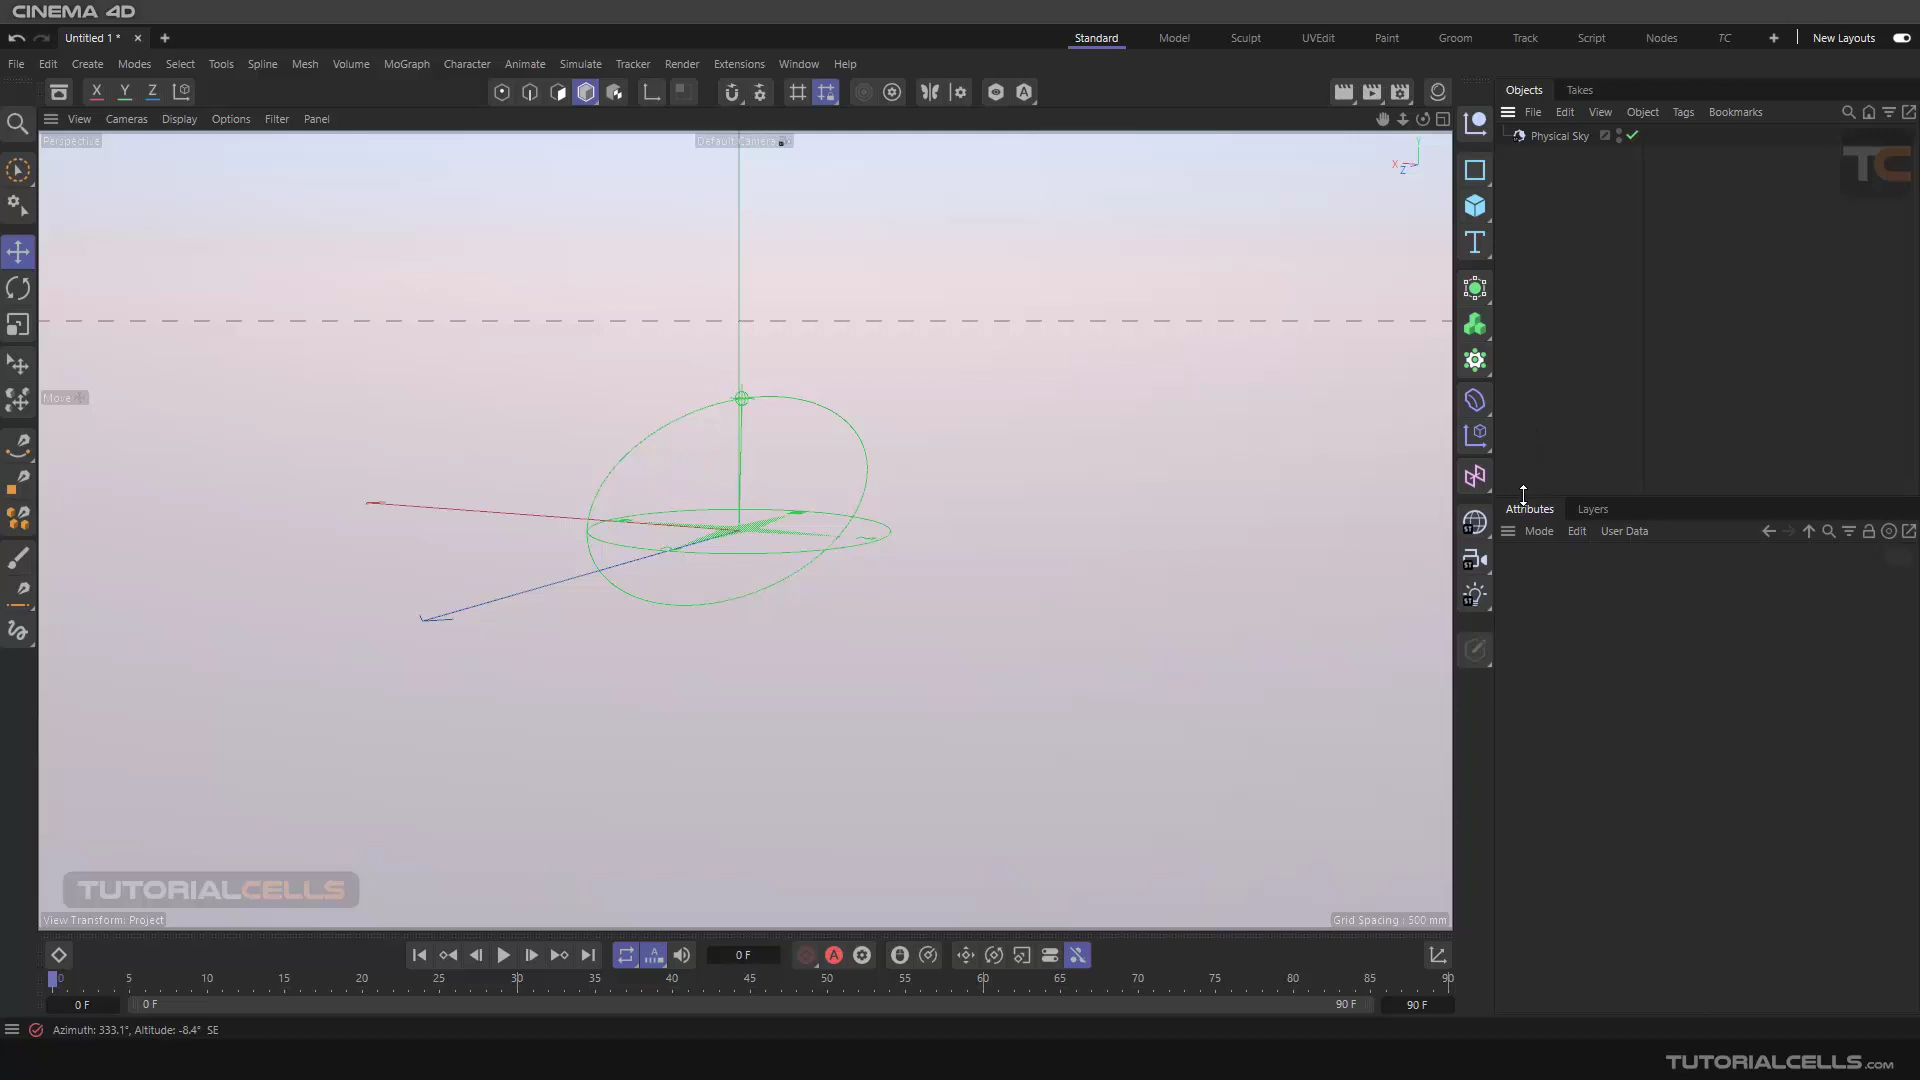 CINEMA 4D
Untitled 1 *
Standard Model Sculpt UVEdit Paint Groom Track Script Nodes TC New Layouts
File Edit Create Modes Select Tools Spline Mesh Volume MoGraph Character Animate Simulate Tracker Render Extensions Window Help
X Y Z
Objects Takes
View Cameras Display Options Filter Panel
File Edit View Object Tags Bookmarks
Perspective
Default Camera
Y
X
Z
Physical Sky
TC
Move
Attributes Layers
Mode Edit User Data
ST
ST
ST
TUTORIALCELLS
View Transform: Project
Grid Spacing : 500 mm
0 F
0 5 10 15 20 25 30 35 40 45 50 55 60 65 70 75 80 85 90
0 F 0 F 90 F 90 F
Azimuth: 333.1°, Altitude: -8.4° SE
TUTORIALCELLS.com